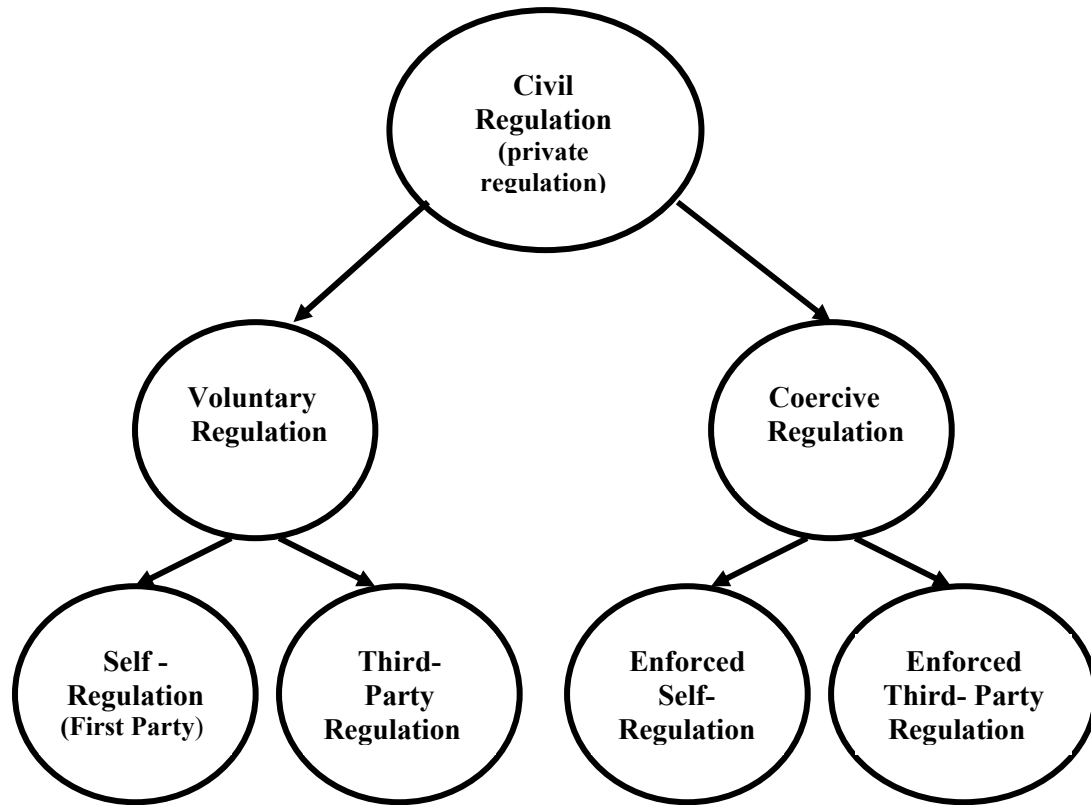 Civil
Regulation
(private
regulation)
Voluntary
Regulation
Coercive
Regulation
Self -
Regulation
(First Party)
Third-
Party
Regulation
Enforced
Self-
Regulation
Enforced
Third- Party
Regulation